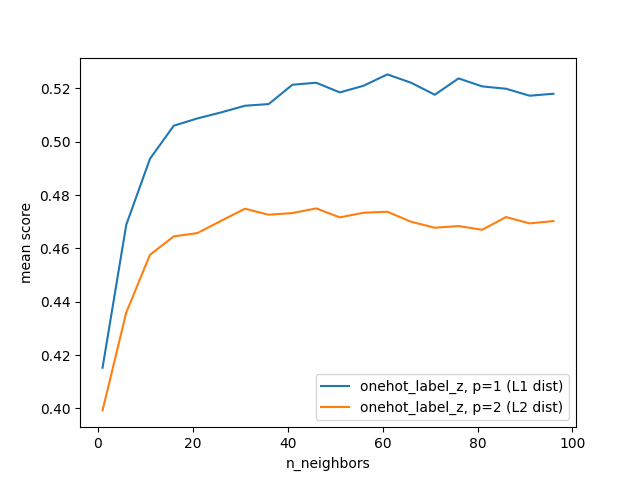 0.52
0.50
0.48
0.46
0.44
0.42
0.40
mean score
onehot_label_z, p=1 (L1 dist)
onehot_label_z, p=2 (L2 dist)
0 20 40 60 80 100
n_neighbors